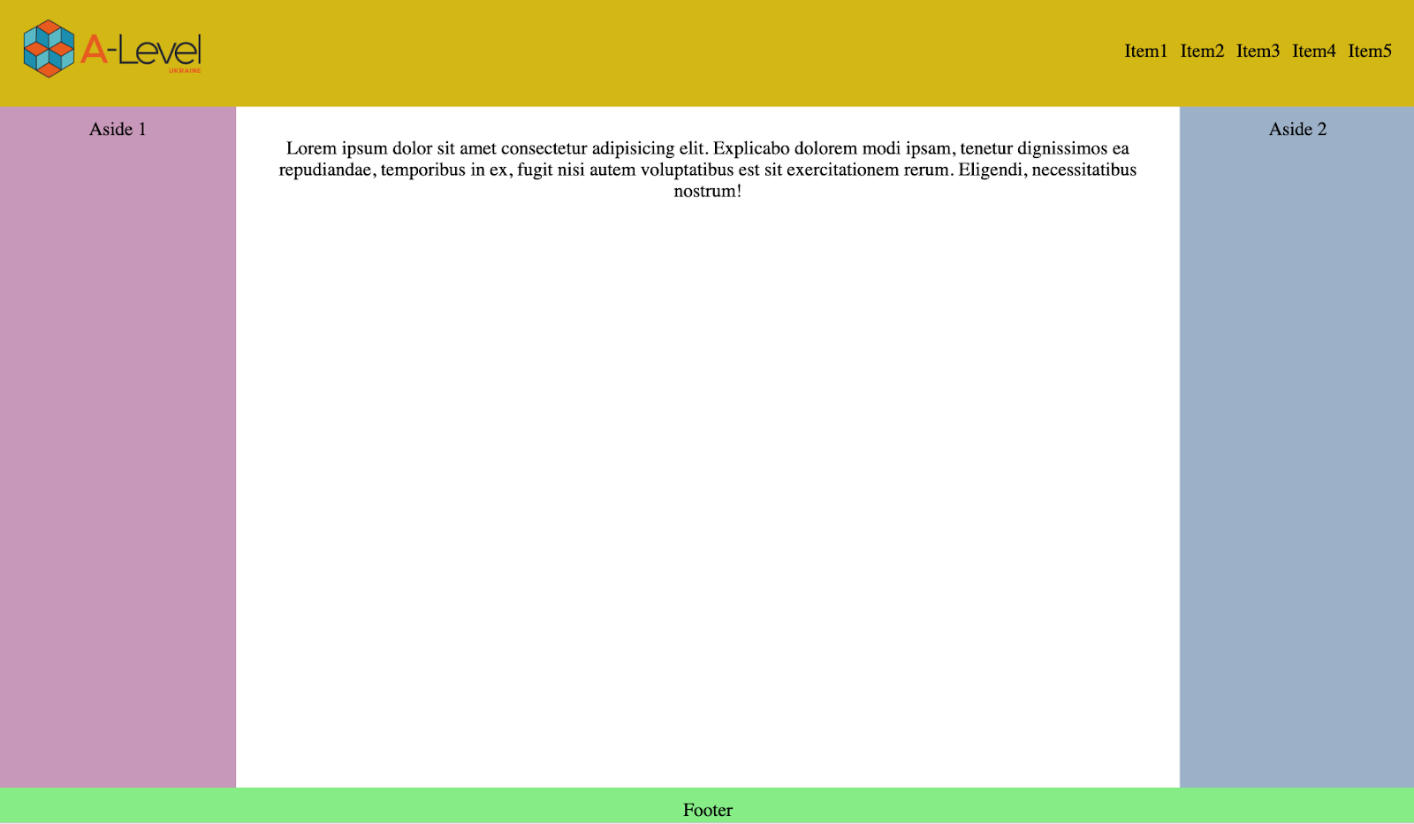 A-Level
UKRAINE
Item1 Item2 Item3 Item4 Item5
Aside 1
Lorem ipsum dolor sit amet consectetur adipisicing elit. Explicabo dolorem modi ipsam, tenetur dignissimos ea
repudiandae, temporibus in ex, fugit nisi autem voluptatibus est sit exercitationem rerum. Eligendi, necessitatibus
nostrum!
Aside 2
Footer